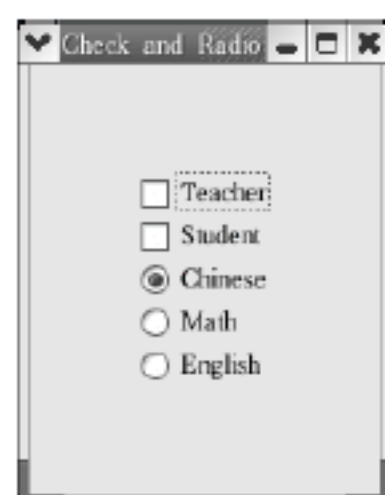 Check and Radio
Teacher
Student
Chinese
Math
English